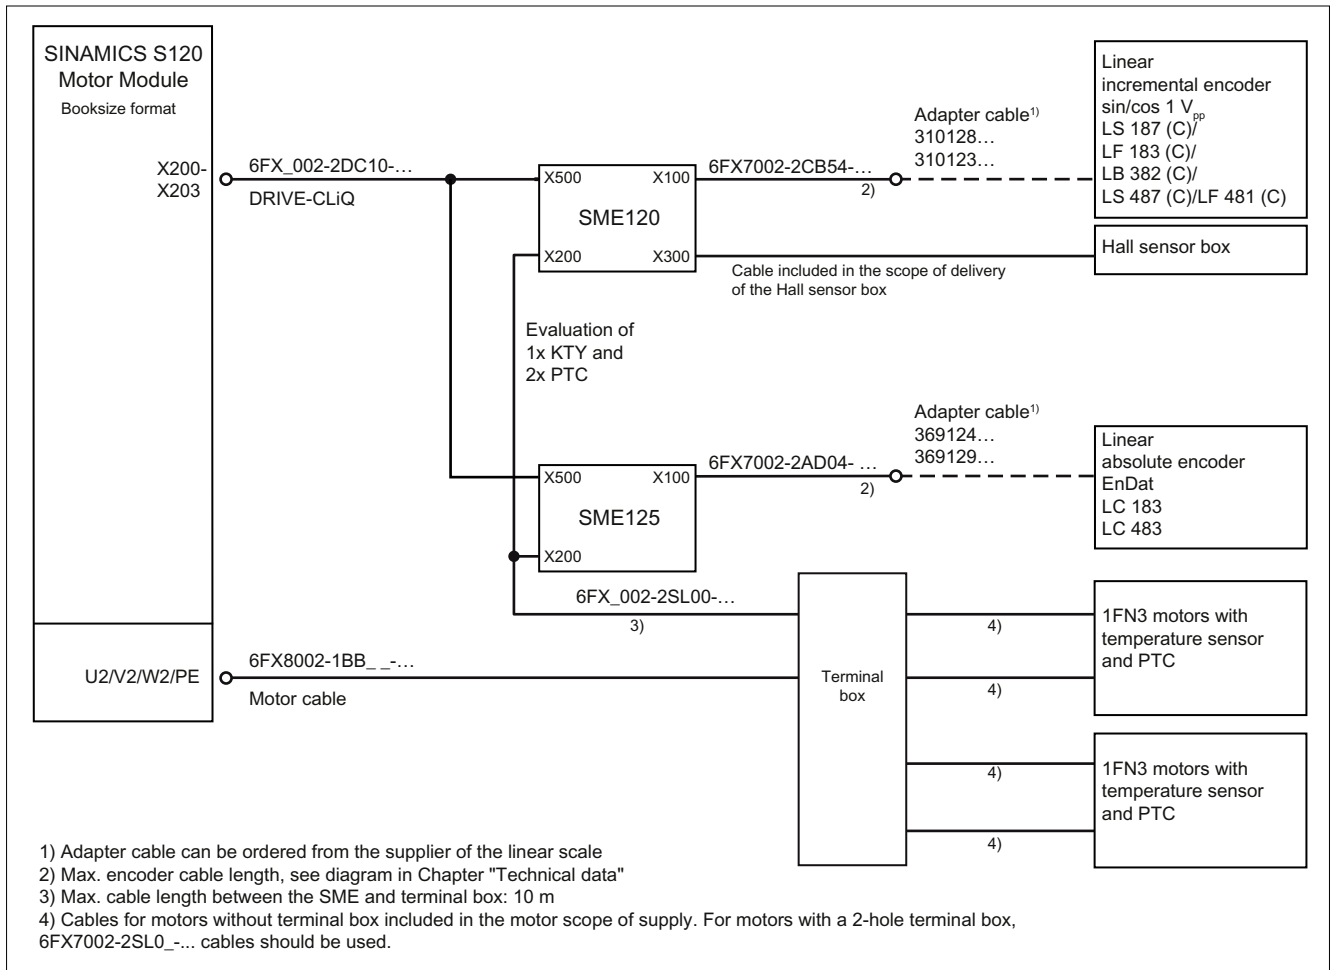 SINAMICS S120
Motor Module
Booksize format
X200-
X203
6FX_002-2DC10-...
DRIVE-CLiQ
X500
X100
SME120
X200
X300
6FX7002-2CB54-...
2)
Adapter cable1)
310128...
310123...
Linear
incremental encoder
sin/cos 1 Vpp
LS 187 (C)/
LF 183 (C)/
LB 382 (C)/
LS 487 (C)/LF 481 (C)
Hall sensor box
Cable included in the scope of delivery
of the Hall sensor box
Evaluation of
1x KTY and
2x PTC
X500
X100
SME125
X200
6FX7002-2AD04- ...
2)
Adapter cable1)
369124...
369129...
Linear
absolute encoder
EnDat
LC 183
LC 483
6FX_002-2SL00-...
3)
U2/V2/W2/PE
6FX8002-1BB_ _-...
Motor cable
Terminal
box
4)
4)
1FN3 motors with
temperature sensor
and PTC
4)
4)
1FN3 motors with
temperature sensor
and PTC
1) Adapter cable can be ordered from the supplier of the linear scale
2) Max. encoder cable length, see diagram in Chapter "Technical data"
3) Max. cable length between the SME and terminal box: 10 m
4) Cables for motors without terminal box included in the motor scope of supply. For motors with a 2-hole terminal box,
6FX7002-2SL0_-... cables should be used.